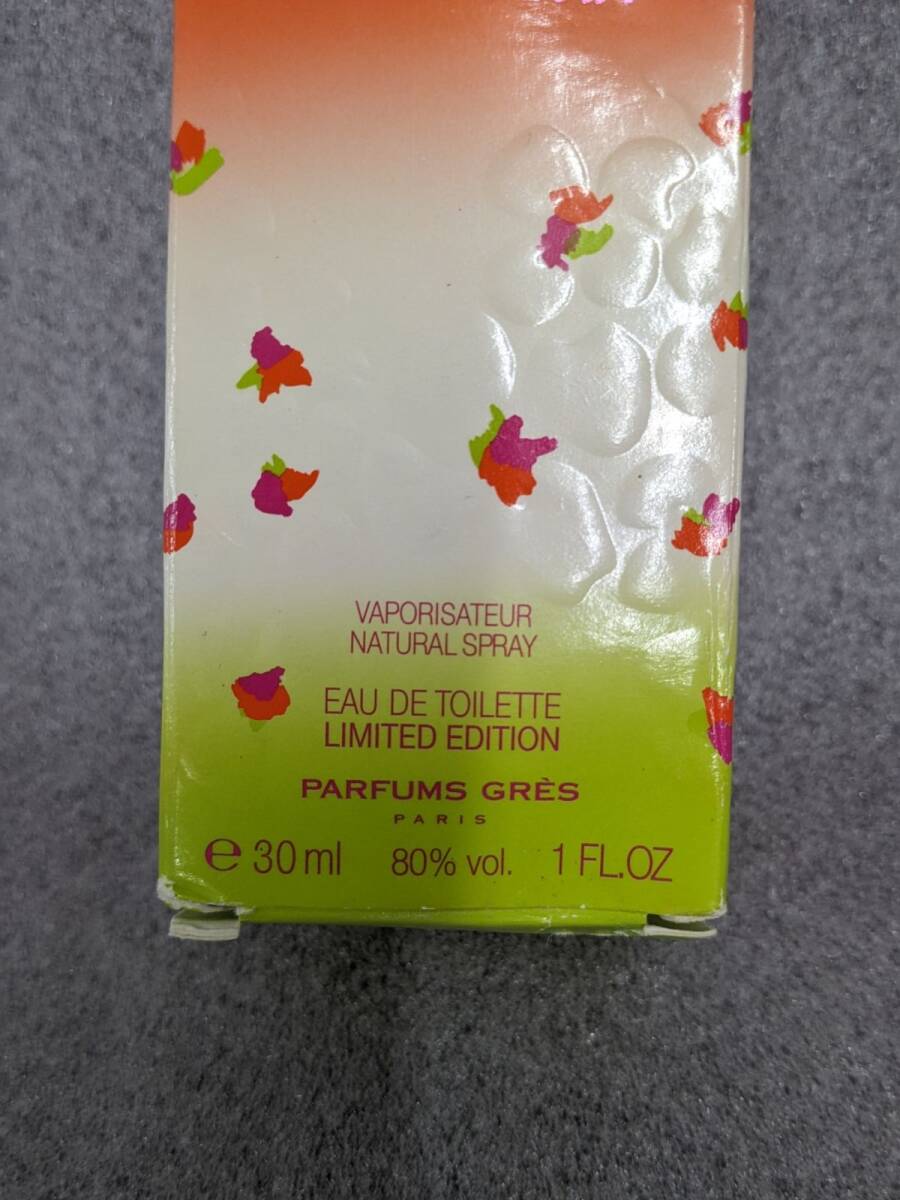 VAPORISATEUR
NATURAL SPRAY
EAU DE TOILETTE
LIMITED EDITION
PARFUMS GRÈS
PARIS
℮ 30 ml 80% vol. 1 FL.OZ